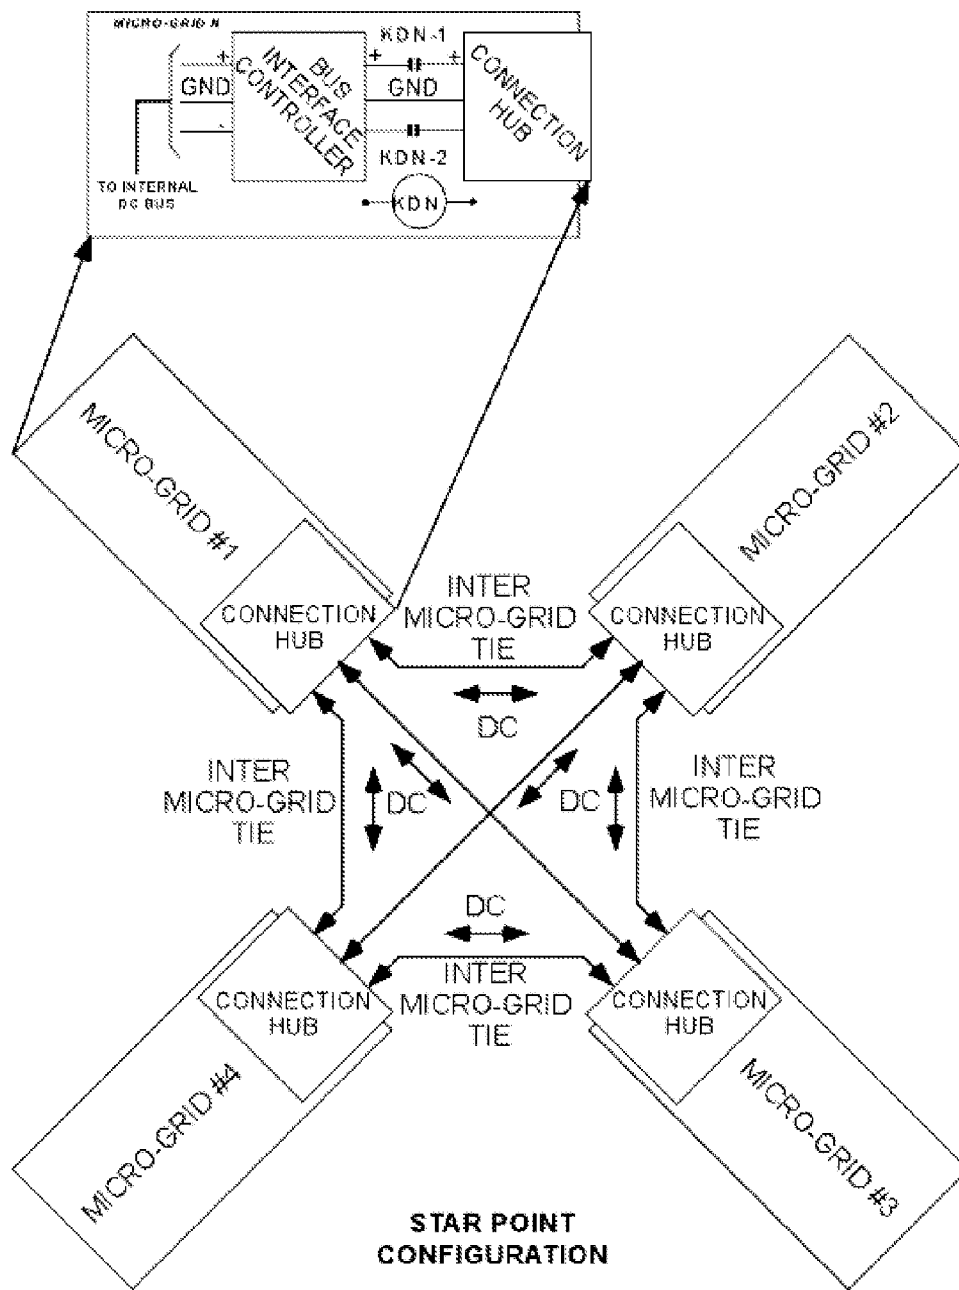 MICRO-GRID N
KDN-1
+
+
+
BUS
INTERFACE
CONTROLLER
CONNECTION
HUB
GND
GND
-
KDN-2
TO INTERNAL
DC BUS
KDN
MICRO-GRID #1
MICRO-GRID #2
CONNECTION
HUB
INTER
MICRO-GRID
TIE
CONNECTION
HUB
DC
INTER
MICRO-GRID
TIE
DC
DC
INTER
MICRO-GRID
TIE
DC
CONNECTION
HUB
INTER
MICRO-GRID
TIE
CONNECTION
HUB
MICRO-GRID #4
MICRO-GRID #3
STAR POINT
CONFIGURATION